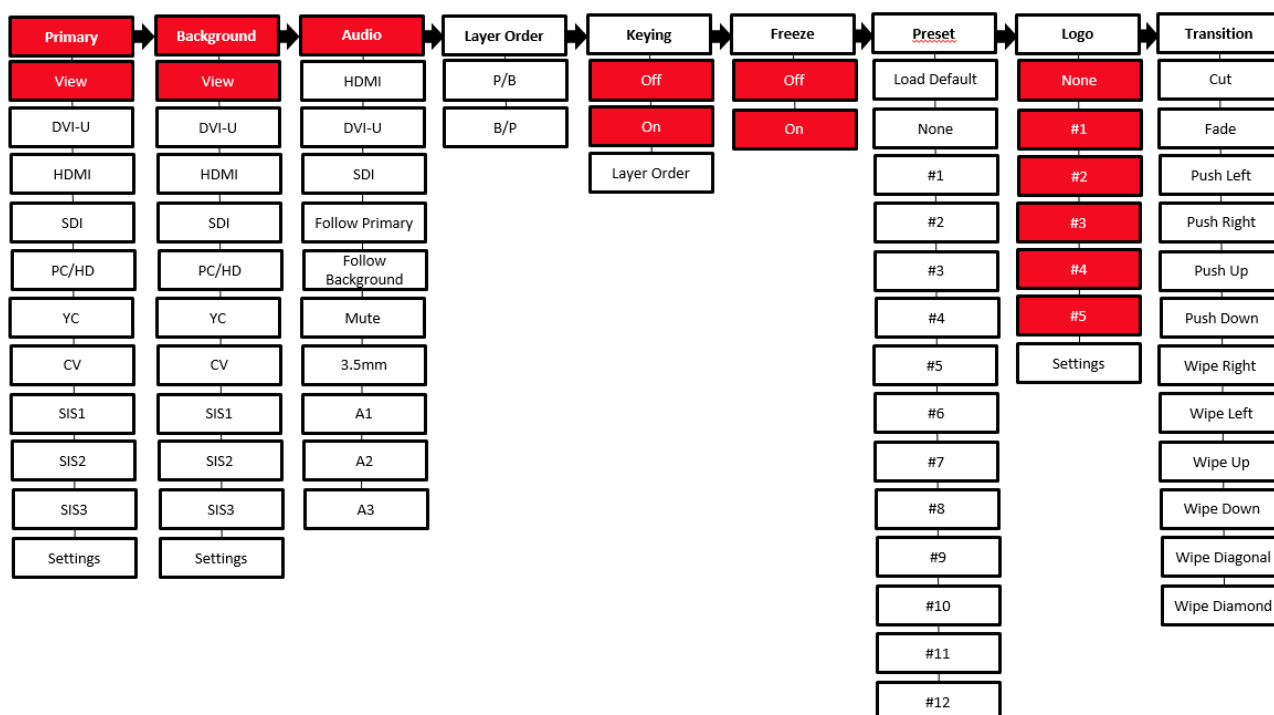 Primary
Background
Audio
Layer Order
Keying
Freeze
Preset
Logo
Transition
View
DVI-U
HDMI
SDI
PC/HD
YC
CV
SIS1
SIS2
SIS3
Settings
View
DVI-U
HDMI
SDI
PC/HD
YC
CV
SIS1
SIS2
SIS3
Settings
HDMI
DVI-U
SDI
Follow Primary
Follow
Background
Mute
3.5mm
A1
A2
A3
P/B
B/P
Off
On
Layer Order
Off
On
Load Default
None
#1
#2
#3
#4
#5
#6
#7
#8
#9
#10
#11
#12
None
#1
#2
#3
#4
#5
Settings
Cut
Fade
Push Left
Push Right
Push Up
Push Down
Wipe Right
Wipe Left
Wipe Up
Wipe Down
Wipe Diagonal
Wipe Diamond